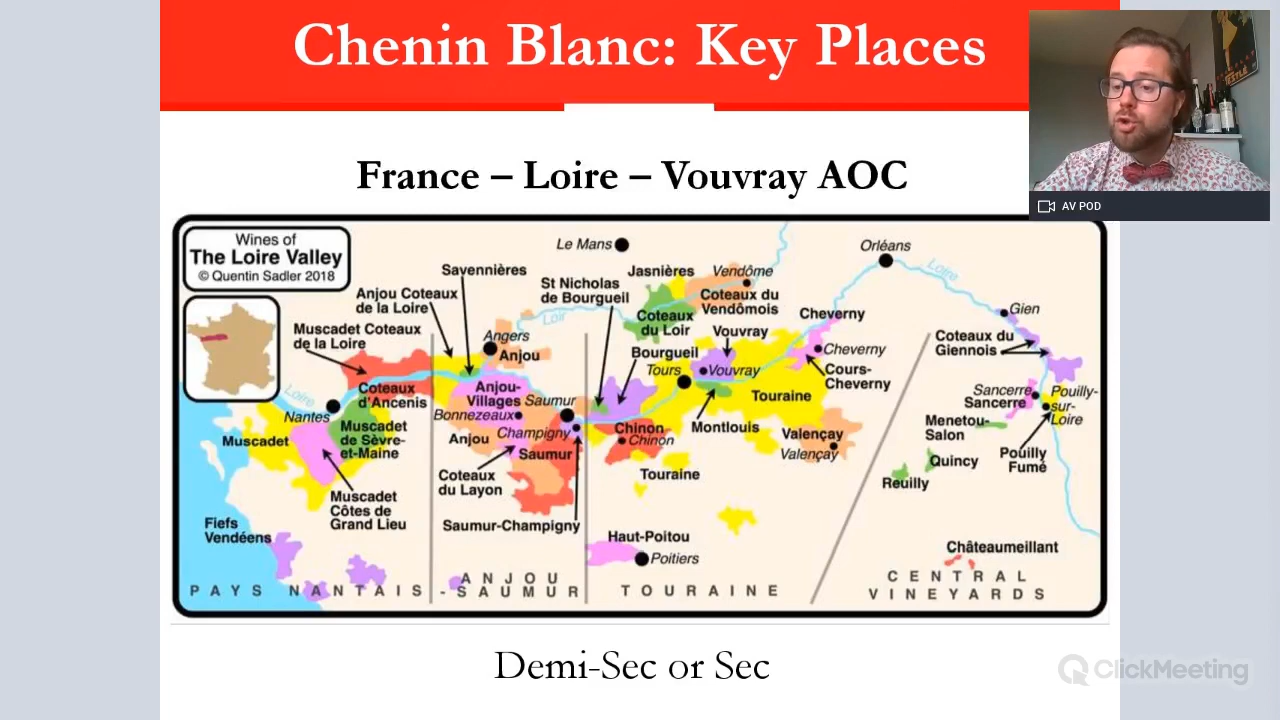 Chenin Blanc: Key Places
France – Loire – Vouvray AOC
AV POD
Wines of
The Loire Valley
© Quentin Sadler 2018
Le Mans
Orléans
Loire
Savennières
Jasnières
Vendôme
St Nicholas
de Bourgueil
Anjou Coteaux
de la Loire
Coteaux du
Vendômois
Coteaux
du Loir
Loir
Cheverny
Gien
Muscadet Coteaux
de la Loire
Angers
Anjou
Vouvray
Coteaux du
Giennois
Bourgueil
Cheverny
Tours
Vouvray
Cours-
Cheverny
Loire
Coteaux
d'Ancenis
Anjou-
Villages
Saumur
Touraine
Sancerre
Sancerre
Pouilly-
sur-
Loire
Nantes
Bonnezeaux
Muscadet
Muscadet
de Sèvre-
et-Maine
Anjou
Champigny
Saumur
Chinon
Chinon
Montlouis
Valençay
Valençay
Menetou-
Salon
Quincy
Pouilly
Fumé
Coteaux
du Layon
Touraine
Reuilly
Muscadet
Côtes de
Grand Lieu
Saumur-Champigny
Fiefs
Vendéens
Haut-Poitou
Poitiers
Châteaumeillant
PAYS NANTAIS
ANJOU
-SAUMUR
TOURAINE
CENTRAL
VINEYARDS
Demi-Sec or Sec
ClickMeeting